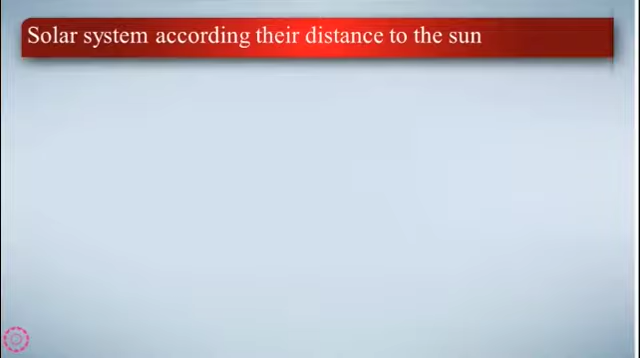 Solar system according their distance to the sun